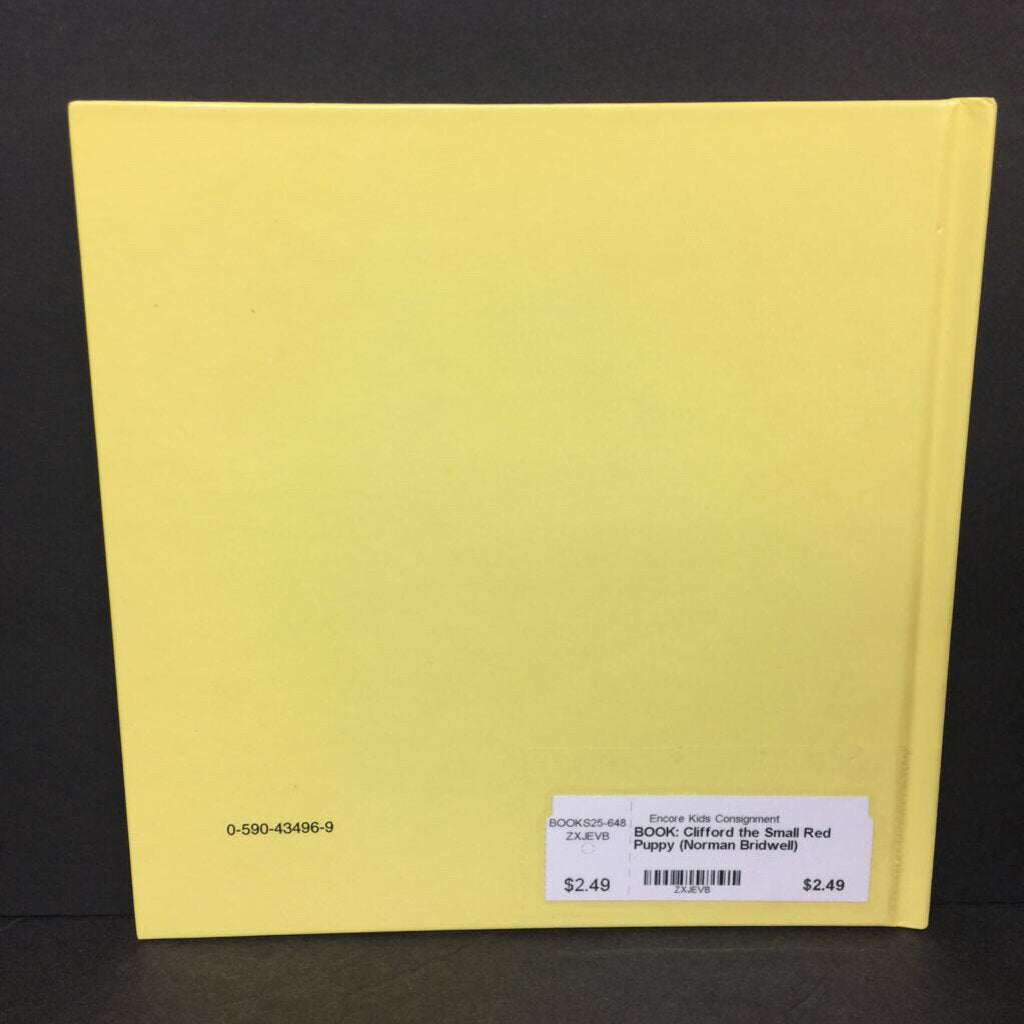 0-590-43496-9
BOOKS25-648
ZXJEVB
$2.49
Encore Kids Consignment
BOOK: Clifford the Small Red
Puppy (Norman Bridwell)
ZXJEVB
$2.49